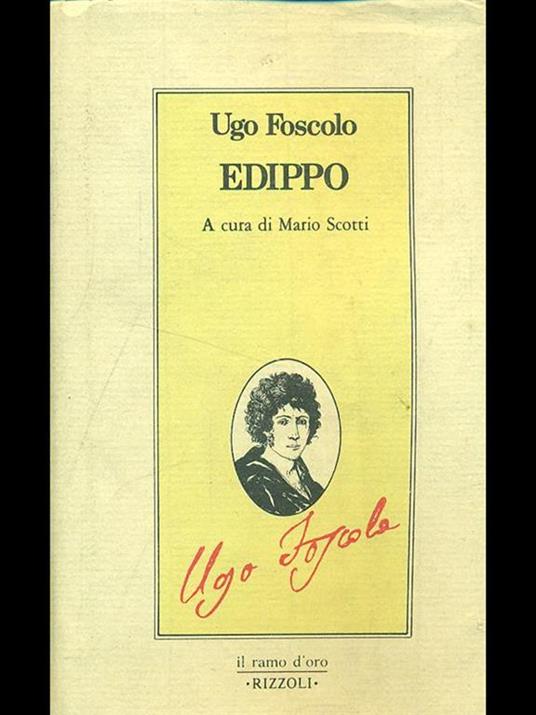 Ugo Foscolo
EDIPPO
A cura di Mario Scotti
Ugo Foscolo
il ramo d'oro
·RIZZOLI·